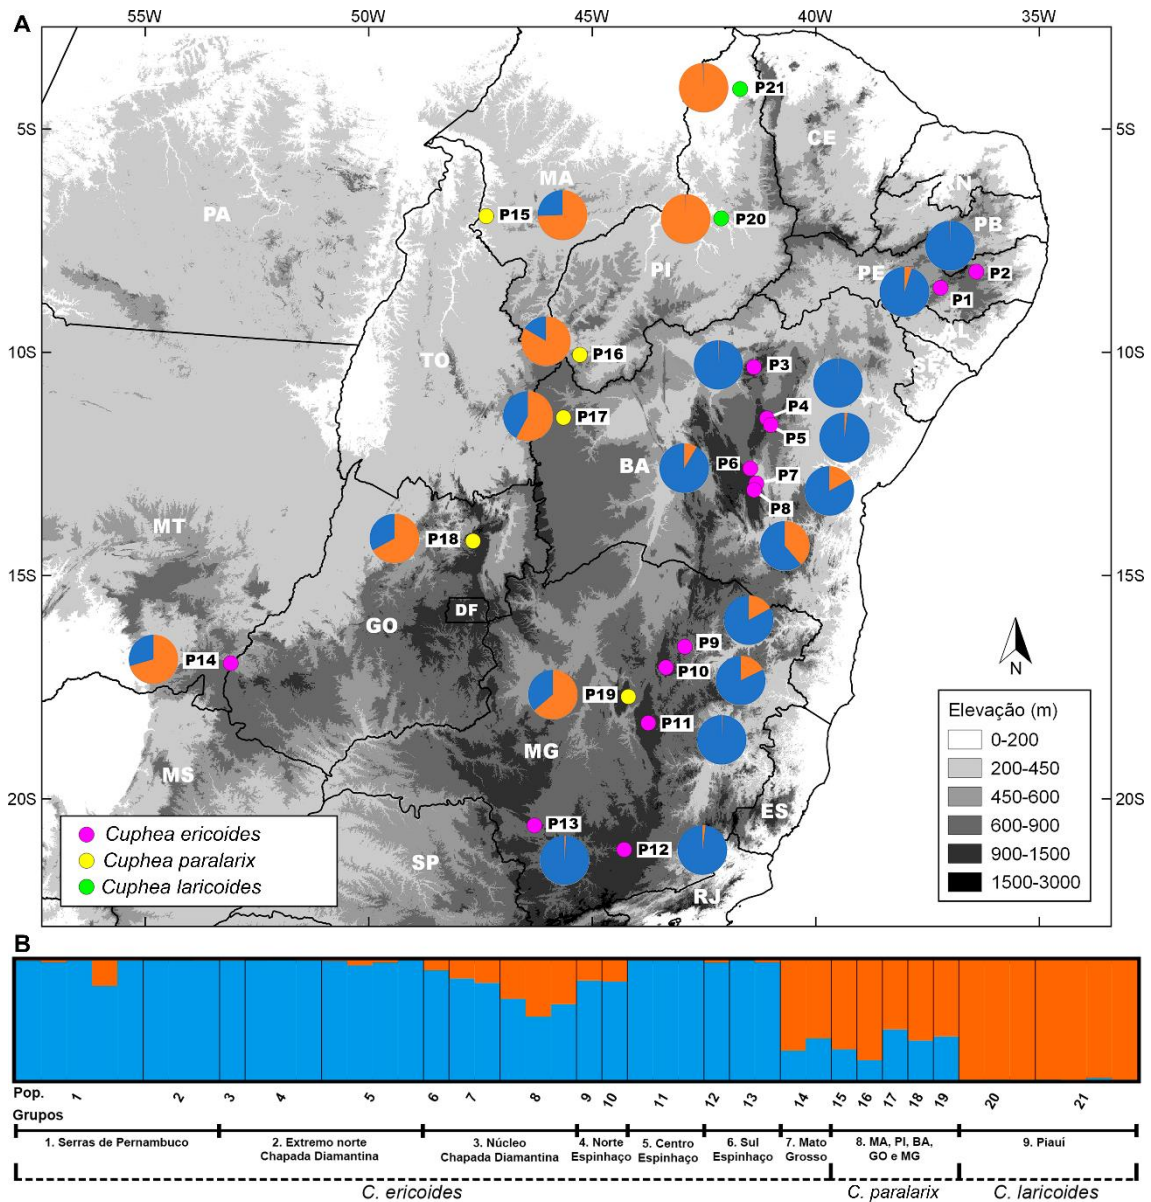 A
55W 50W 45W 40W 35W
P21
5S
CE
MA
RN
PA
P15
PB
P20
PI
PE
P2
P1
10S
P16
TO
SE
P3
P17
P4
P5
BA
P6
P7
P8
MT
P18
15S
DF
GO
N
P9
P14
P10
P19
P11
Elevação (m)
MG
0-200
MS
200-450
20S
ES
450-600
P13
600-900
Cuphea ericoides
P12
900-1500
Cuphea paralarix
SP
1500-3000
Cuphea laricoides
RJ
B
Pop. 1 2 3 4 5 6 7 8 9 10 11 12 13 14 15 16 17 18 19 20 21
Grupos
1. Serras de Pernambuco
2. Extremo norte
Chapada Diamantina
3. Núcleo
Chapada Diamantina
4. Norte
Espinhaço
5. Centro
Espinhaço
6. Sul
Espinhaço
7. Mato
Grosso
8. MA, PI, BA,
GO e MG
9. Piauí
C. ericoides C. paralarix C. laricoides